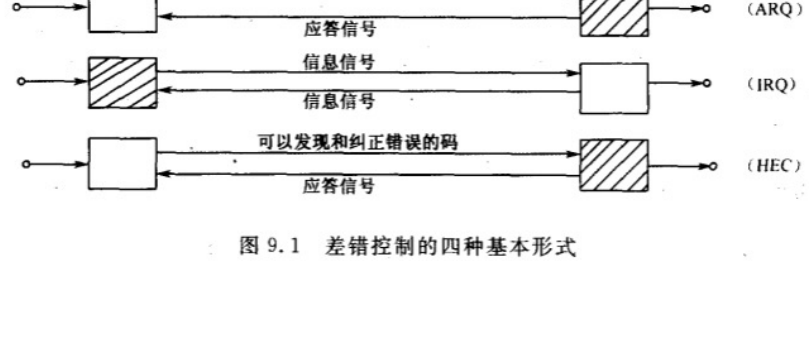 应答信号 （ARQ）
信息信号
信息信号 （IRQ）
可以发现和纠正错误的码
应答信号 （HEC）
图 9.1 差错控制的四种基本形式